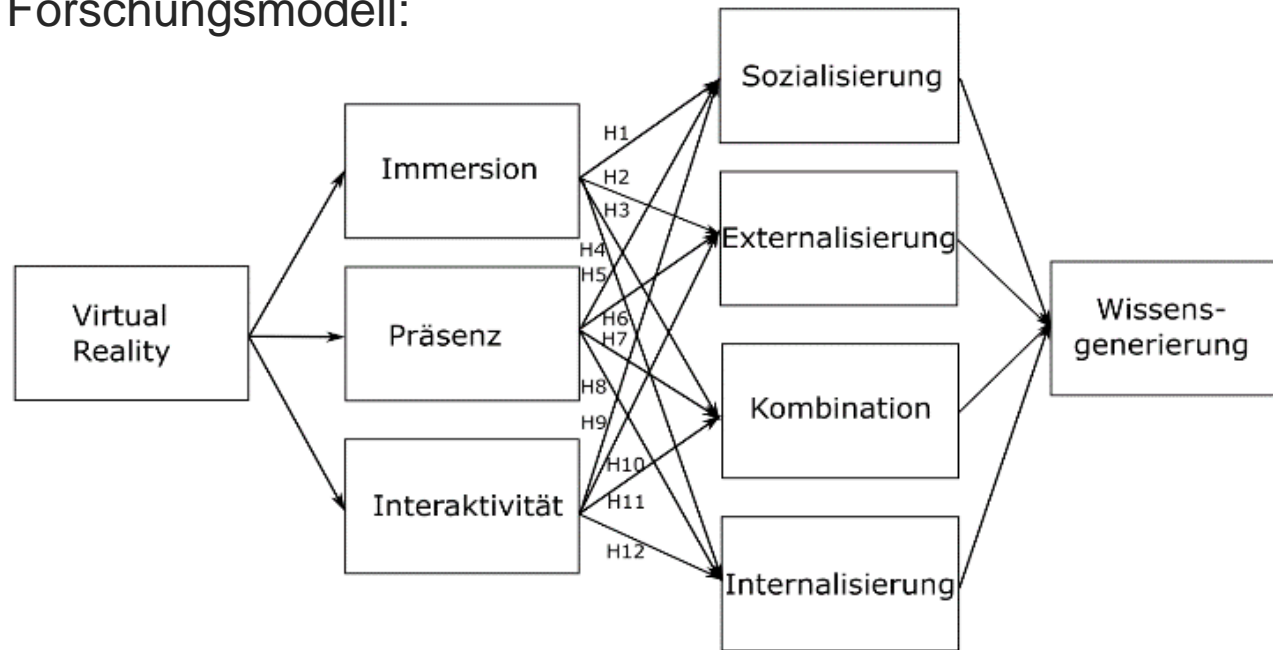 Forschungsmodell:
Virtual
Reality
Immersion
Präsenz
Interaktivität
H1
H2
H3
H4
H5
H6
H7
H8
H9
H10
H11
H12
Sozialisierung
Externalisierung
Kombination
Internalisierung
Wissens-
generierung